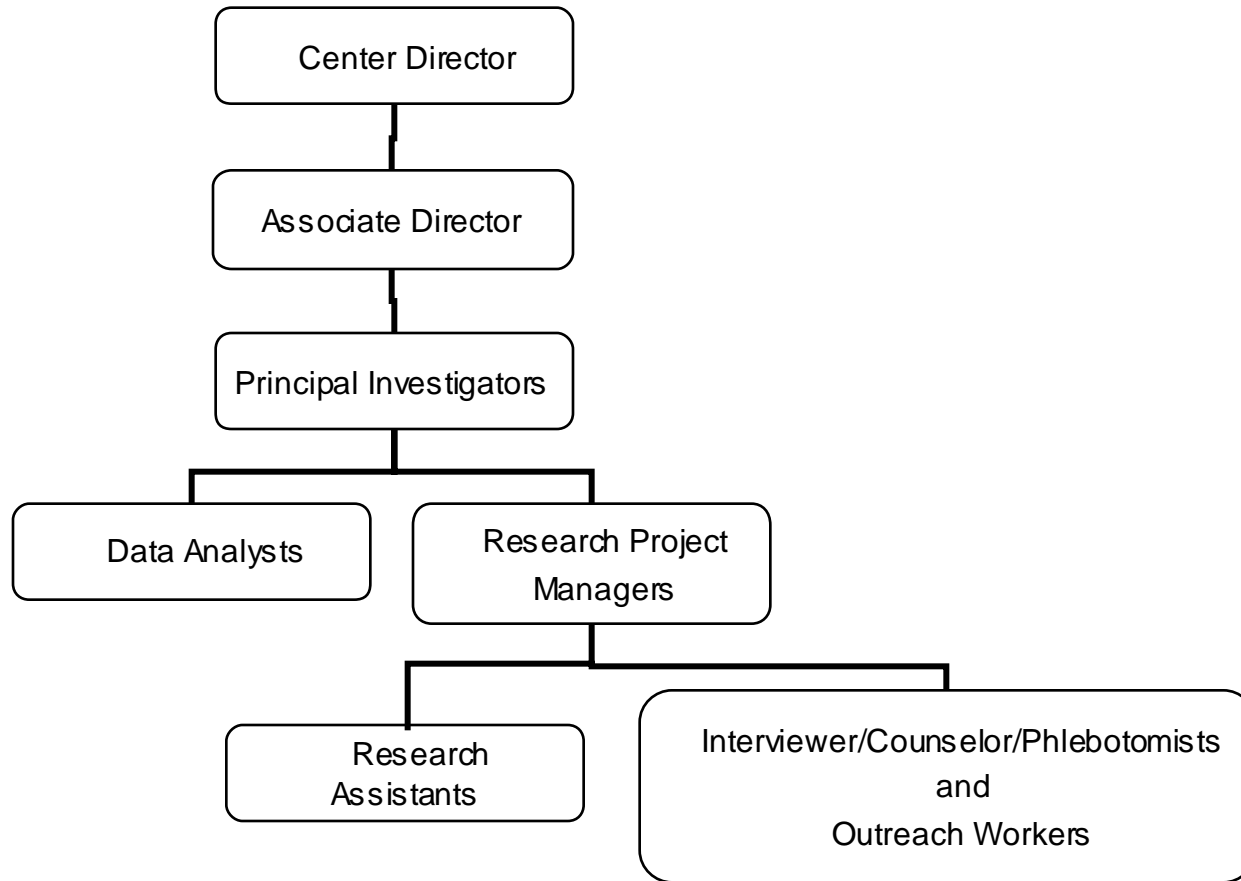 Center Director
Associate Director
Principal Investigators
Data Analysts
Research Project
Managers
Research
Assistants
Interviewer/Counselor/Phlebotomists
and
Outreach Workers